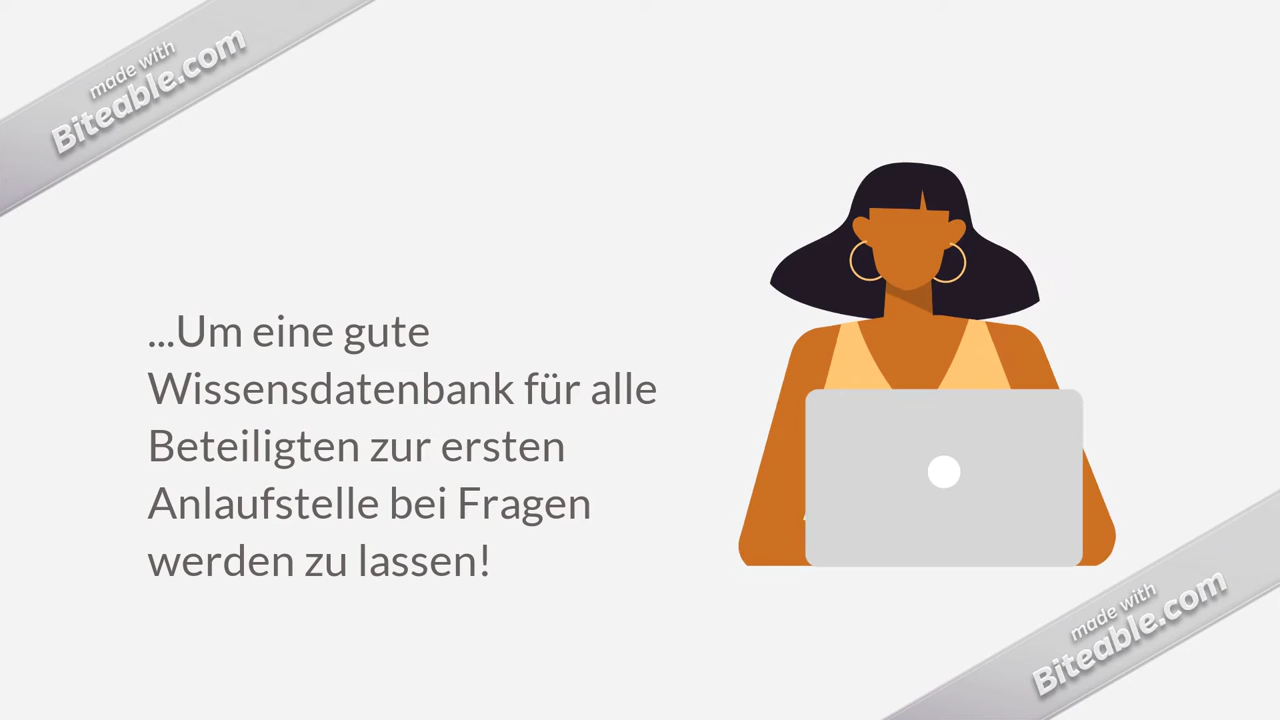 made with
Biteable.com
...Um eine gute
Wissensdatenbank für alle
Beteiligten zur ersten
Anlaufstelle bei Fragen
werden zu lassen!
made with
Biteable.com